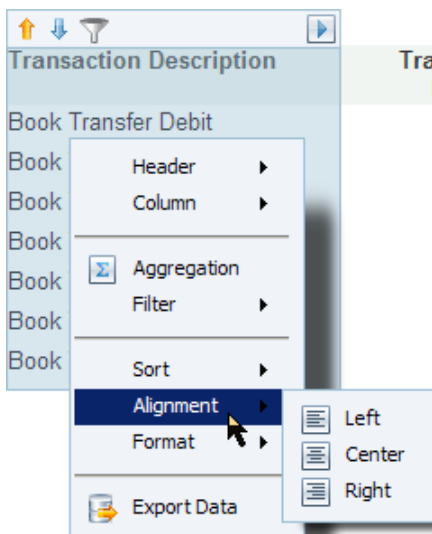 Transaction Description Tra
Book Transfer Debit
Book
Book
Book
Book
Book
Book
Header
Column
Aggregation
Filter
Sort
Alignment
Format
Export Data
Left
Center
Right